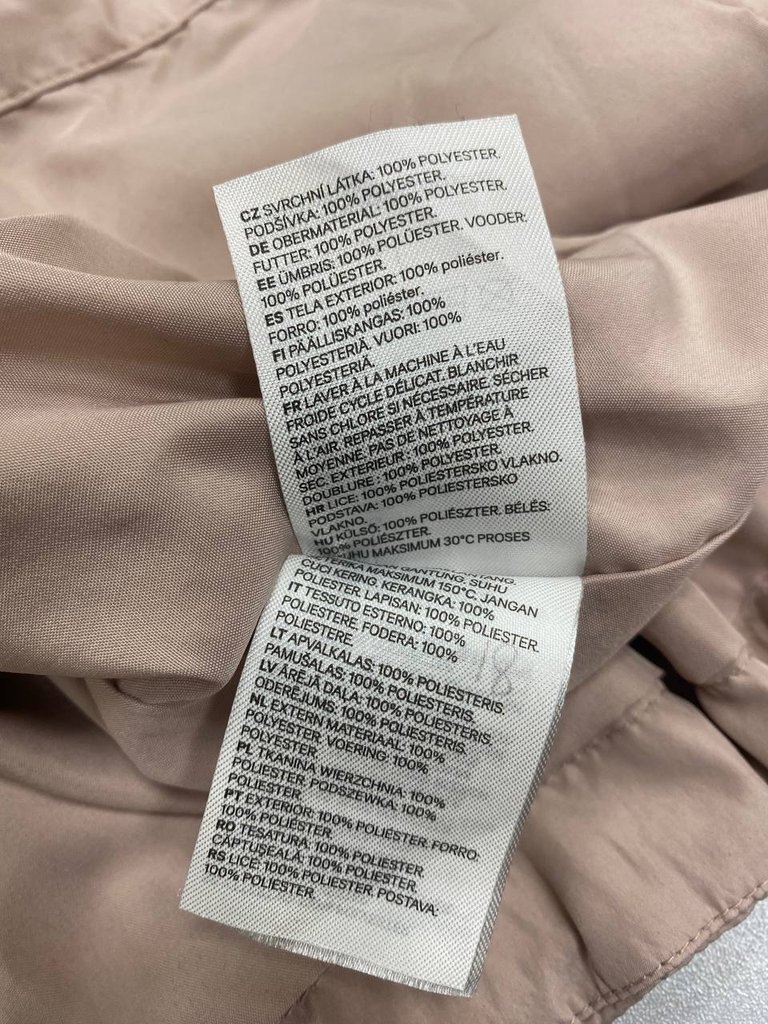 CZ SVRCHNÍ LÁTKA: 100% POLYESTER.
PODŠÍVKA: 100% POLYESTER.
DE OBERMATERIAL: 100% POLYESTER.
FUTTER: 100% POLYESTER.
EE ÜMBRIS: 100% POLÜESTER. VOODER:
100% POLÜESTER.
ES TELA EXTERIOR: 100% poliéster.
FORRO: 100% poliéster.
FI PÄÄLLISKANGAS: 100%
POLYESTERIÄ. VUORI: 100%
POLYESTERIÄ
FR LAVER À LA MACHINE À L'EAU
FROIDE CYCLE DÉLICAT. BLANCHIR
SANS CHLORE SI NÉCESSAIRE. SÉCHER
À L'AIR. REPASSER À TEMPÉRATURE
MOYENNE. PAS DE NETTOYAGE À
SEC. EXTERIEUR : 100% POLYESTER.
DOUBLURE : 100% POLYESTER.
HR LICE: 100% POLIESTERSKO VLAKNO.
PODSTAVA: 100% POLIESTERSKO
VLAKNO.
HU KÜLSŐ: 100% POLIÉSZTER. BÉLÉS:
100% POLIÉSZTER.
SUHU MAKSIMUM 30°C PROSES
GANTUNG. SUHU
MAKSIMUM 150°C. JANGAN
CUCI KERING. KERANGKA: 100%
POLIESTER. LAPISAN: 100% POLIESTER.
IT TESSUTO ESTERNO: 100%
POLIESTERE. FODERA: 100%
POLIESTERE
LT APVALKALAS: 100% POLIESTERIS.
PAMUŠALAS: 100% POLIESTERIS.
LV ĀRĒJĀ DAĻA: 100% POLIESTERIS.
ODERĒJUMS: 100% POLIESTERIS.
NL EXTERN MATERIAAL: 100%
POLYESTER. VOERING: 100%
POLYESTER.
PL TKANINA WIERZCHNIA: 100%
POLIESTER. PODSZEWKA: 100%
POLIESTER
PT EXTERIOR: 100% POLIÉSTER. FORRO:
100% POLIÉSTER
RO TESATURA: 100% POLIESTER
CĂPTUȘEALĂ: 100% POLIESTER
RS LICE: 100% POLIESTER. POSTAVA:
100% POLIESTER.
18